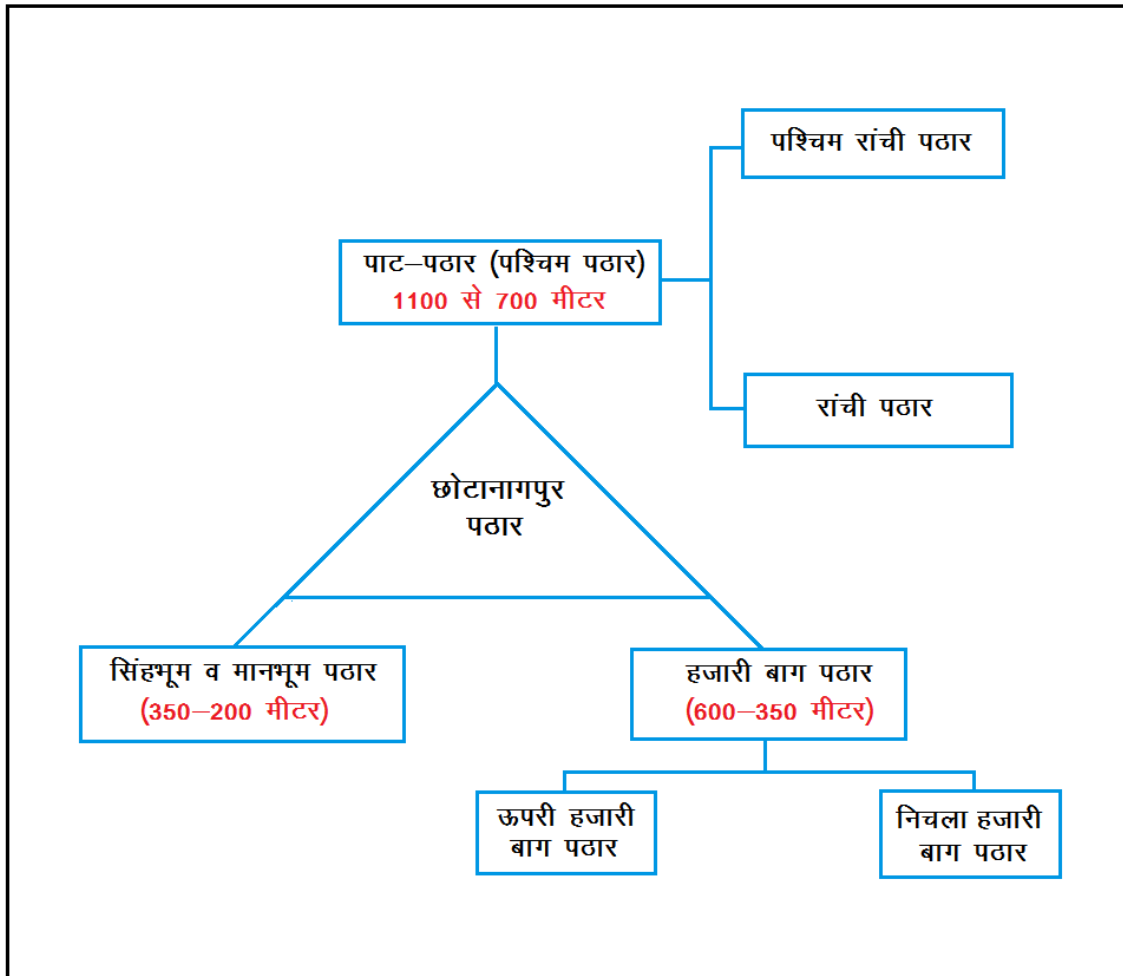 पश्चिम रांची पठार
पाट–पठार (पश्चिम पठार)
1100 से 700 मीटर
रांची पठार
छोटानागपुर
पठार
सिंहभूम व मानभूम पठार
(350–200 मीटर)
हजारी बाग पठार
(600–350 मीटर)
ऊपरी हजारी
बाग पठार
निचला हजारी
बाग पठार